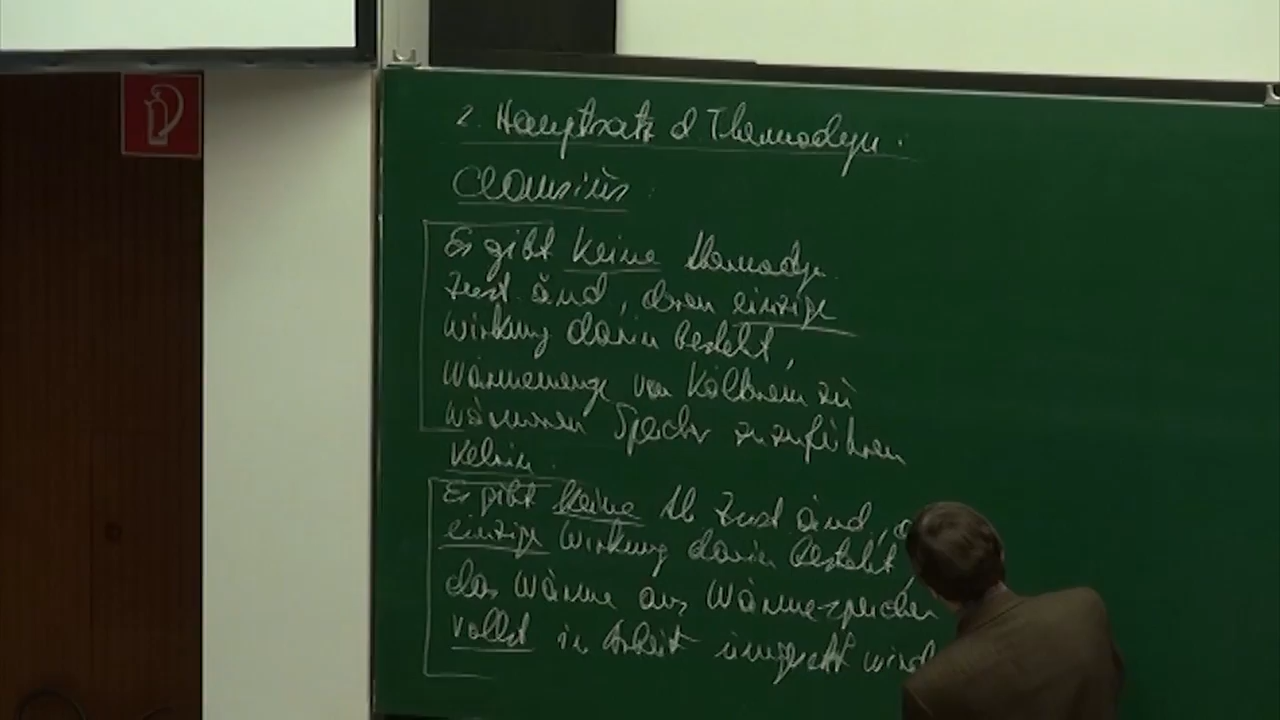 2. Hauptsatz d Thermodyn.
Clausius:
Es gibt keine thermodyn.
Zust. änd, deren einzige
Wirkung darin besteht,
Wärmemenge von kälterem zu
wärmeren Speicher zuzuführen
Kelvin.
Es gibt keine th Zust änd,
einzige Wirkung darin besteht,
das Wärme aus Wärmespeicher
vollst in Arbeit umgesetzt wird